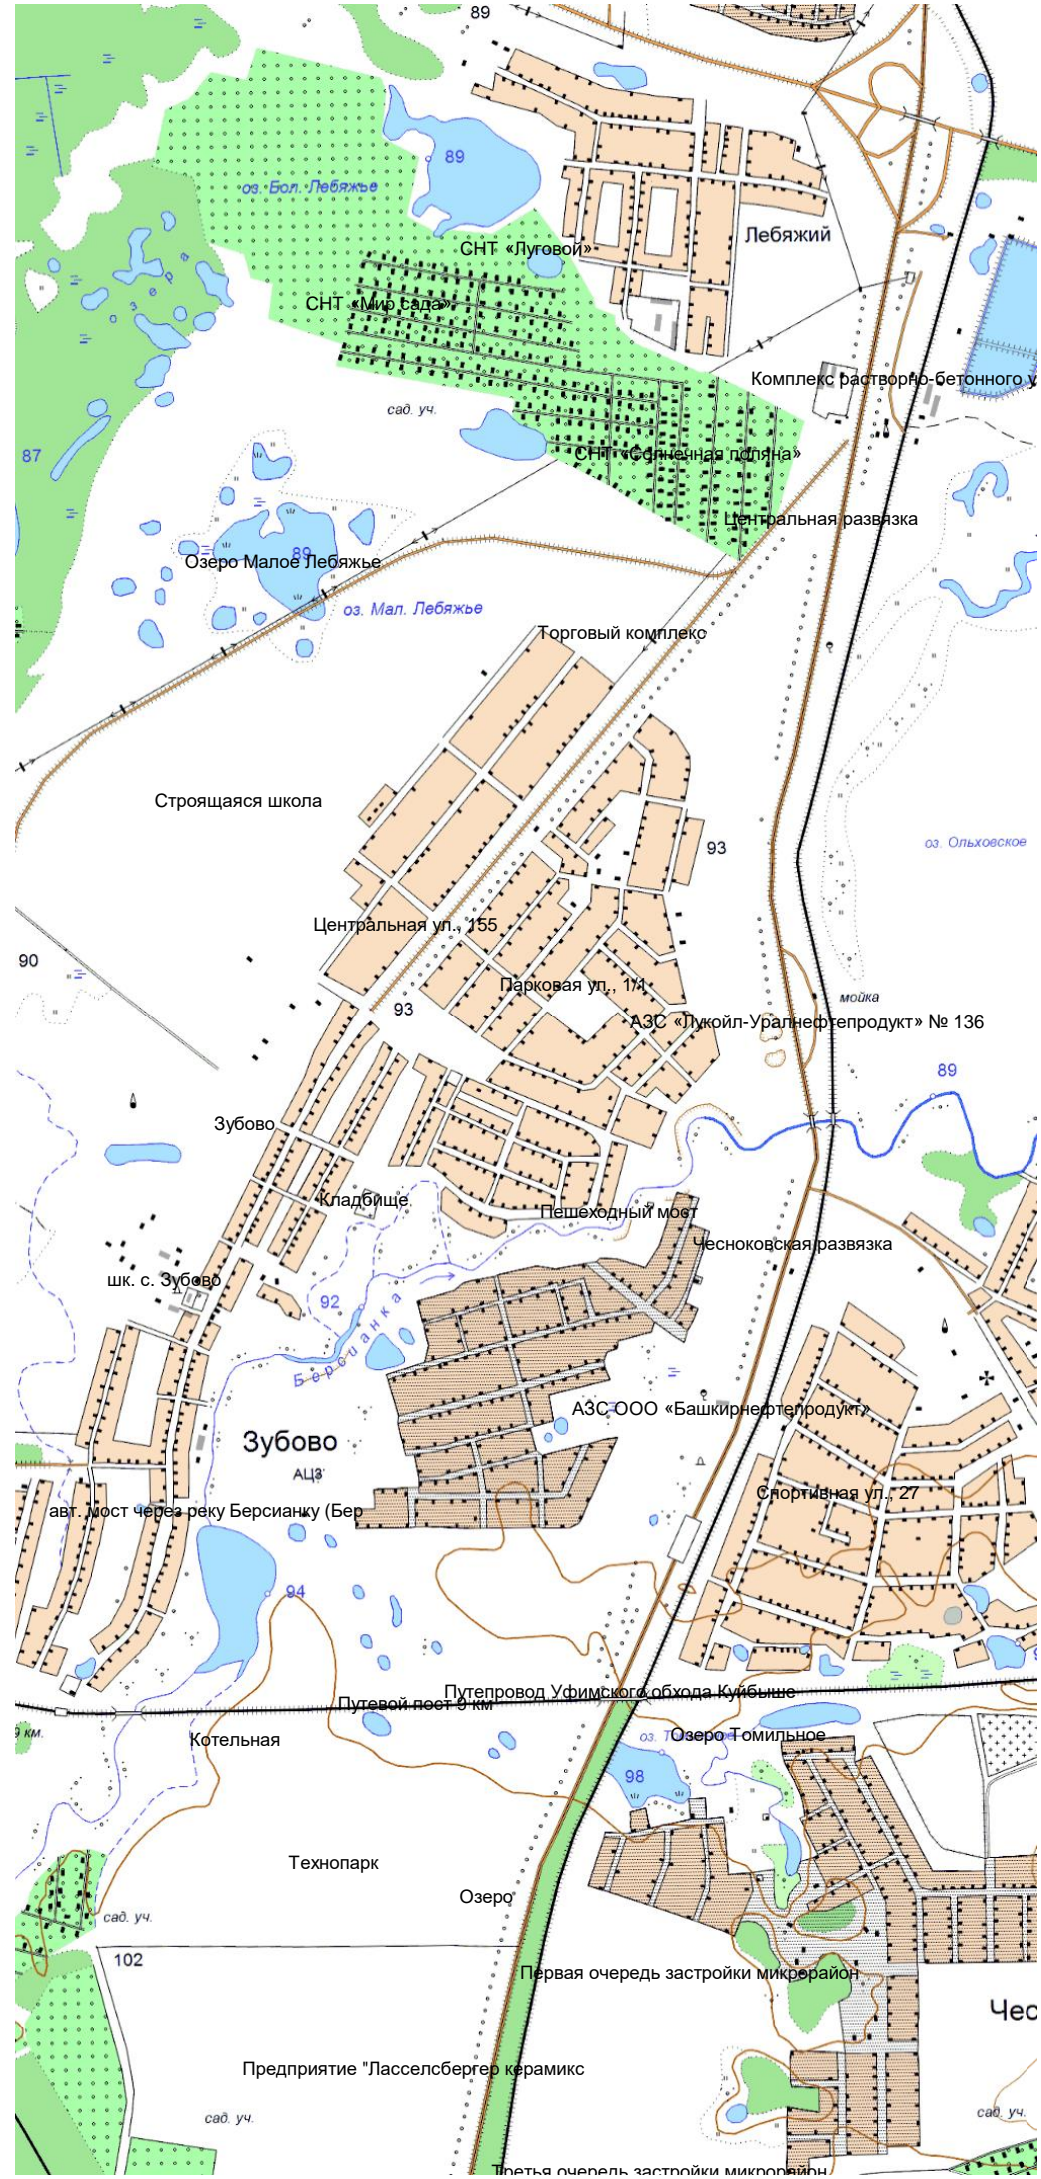 89
89
оз. Бол. Лебяжье
Лебяжий
СНТ «Луговой»
озера
СНТ «Мир сада»
Комплекс растворно-бетонного у
сад. уч.
87
СНТ «Солнечная поляна»
Центральная развязка
89
Озеро Малое Лебяжье
оз. Мал. Лебяжье
Торговый комплекс
Строящаяся школа
93
оз. Ольховское
Центральная ул., 155
90
Парковая ул., 1/1
мойка
93
АЗС «Лукойл-Уралнефтепродукт» № 136
89
Зубово
Кладбище
Пешеходный мост
Чесноковская развязка
шк. с. Зубово
92
Берсианка
АЗС ООО «Башкирнефтепродукт»
Зубово
АЦЗ
Спортивная ул., 27
авт. мост через реку Берсианку (Бер
94
Путепровод Уфимского обхода Куйбыше
Путевой пост 9 км
9 км.
Озеро Томильное
Котельная
98
Технопарк
Озеро
сад. уч.
102
Первая очередь застройки микрорайон
Чес
Предприятие "Ласселсбергер керамикс
сад. уч.
сад. уч.
Третья очередь застройки микрорайон